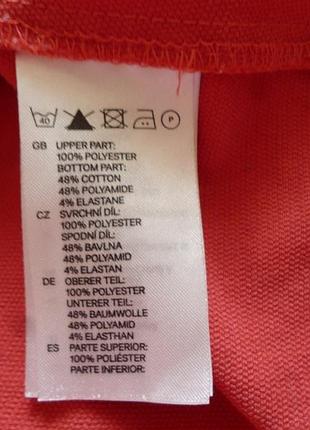 40 P
GB UPPER PART:
100% POLYESTER
BOTTOM PART:
48% COTTON
48% POLYAMIDE
4% ELASTANE
CZ SVRCHNÍ DÍL:
100% POLYESTER
SPODNÍ DÍL:
48% BAVLNA
48% POLYAMID
4% ELASTAN
DE OBERER TEIL:
100% POLYESTER
UNTERER TEIL:
48% BAUMWOLLE
48% POLYAMID
4% ELASTHAN
ES PARTE SUPERIOR:
100% POLIÉSTER
PARTE INFERIOR: